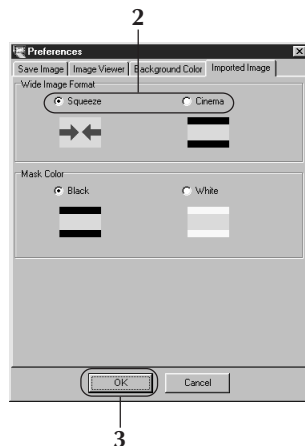 2
Preferences
Save Image Image Viewer Background Color Imported Image
Wide Image Format
Squeeze Cinema
Mask Color
Black White
OK Cancel
3